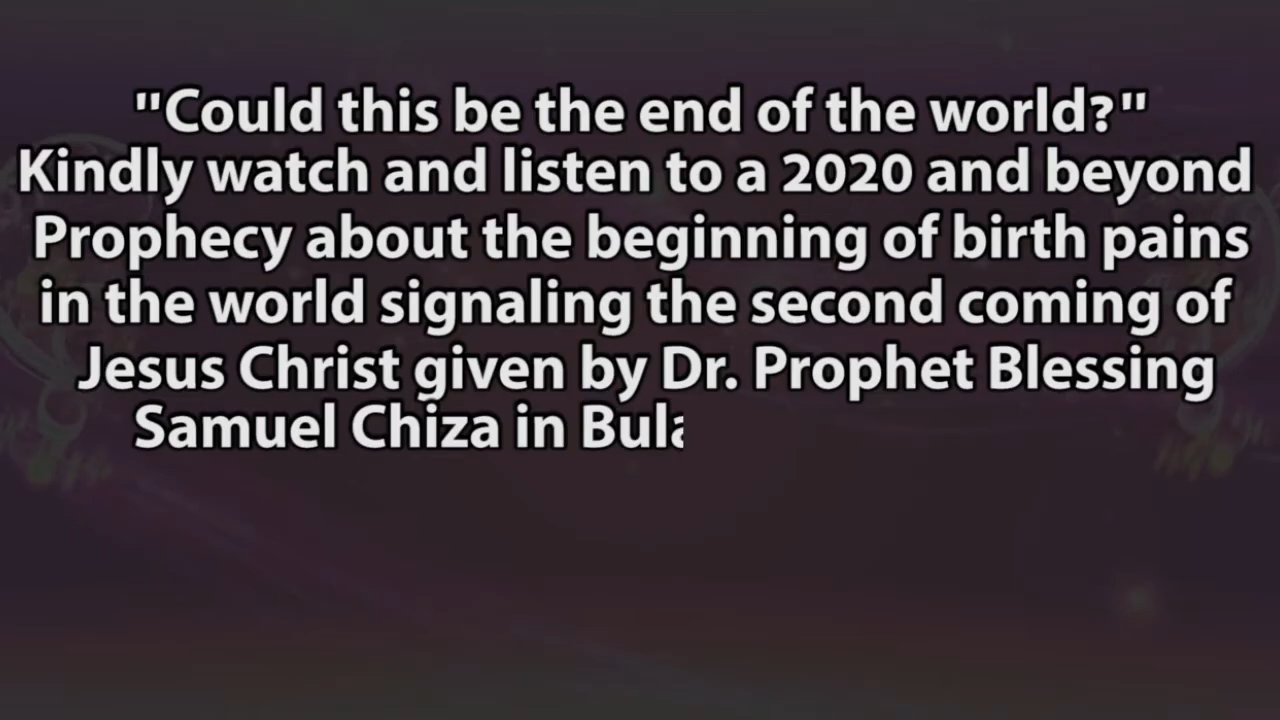 "Could this be the end of the world?"
Kindly watch and listen to a 2020 and beyond
Prophecy about the beginning of birth pains
in the world signaling the second coming of
Jesus Christ given by Dr. Prophet Blessing
Samuel Chiza in